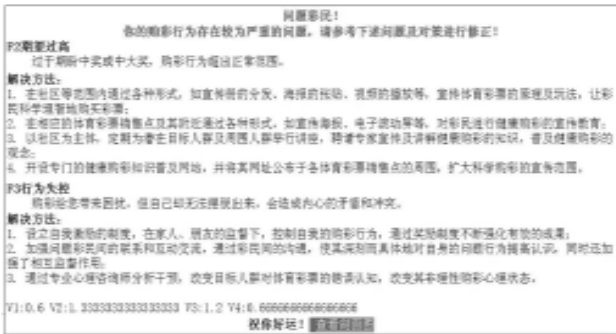 问题彩民！
你的购彩行为存在较为严重的问题，请参考下述问题及对策进行修正！
F2期望过高
过于期盼中奖或中大奖，购彩行为超出正常范围。
解决方法：
1. 在社区等范围内通过各种形式，如宣传册的分发、海报的张贴、视频的播放等，宣传体育彩票的原理及玩法，让彩
民科学理智地购买彩票；
2. 在相应的体育彩票销售点及其附近通过各种形式，如宣传海报、电子滚动屏等，对彩民进行健康购彩的宣传教育；
3. 以社区为主体，定期为潜在目标人群及周围人群举行讲座，聘请专家宣传及讲解健康购彩的知识，普及健康购彩的
观念；
4. 开设专门的健康购彩知识普及网站，并将其网址公布于各体育彩票销售点的周围，扩大科学购彩的宣传范围。
F3行为失控
购彩给您带来困扰，但自己却无法摆脱出来，会造成内心的矛盾和冲突。
解决方法：
1. 设立自我激励的制度，在家人、朋友的监督下，控制自我的购彩行为，通过奖励制度不断强化有效的成果；
2. 加强问题彩民间的联系和互动交流，通过彩民间的沟通，使其深刻而具体地对自身的问题行为提高认识，同时还加
强了相互监督作用；
3. 通过专业心理咨询师分析干预，改变目标人群对体育彩票的错误认知，改变其非理性购彩心理状态。
V1:0.6 V2:1.3333333333333333 V3:1.2 V4:0.6666666666666666
祝你好运！